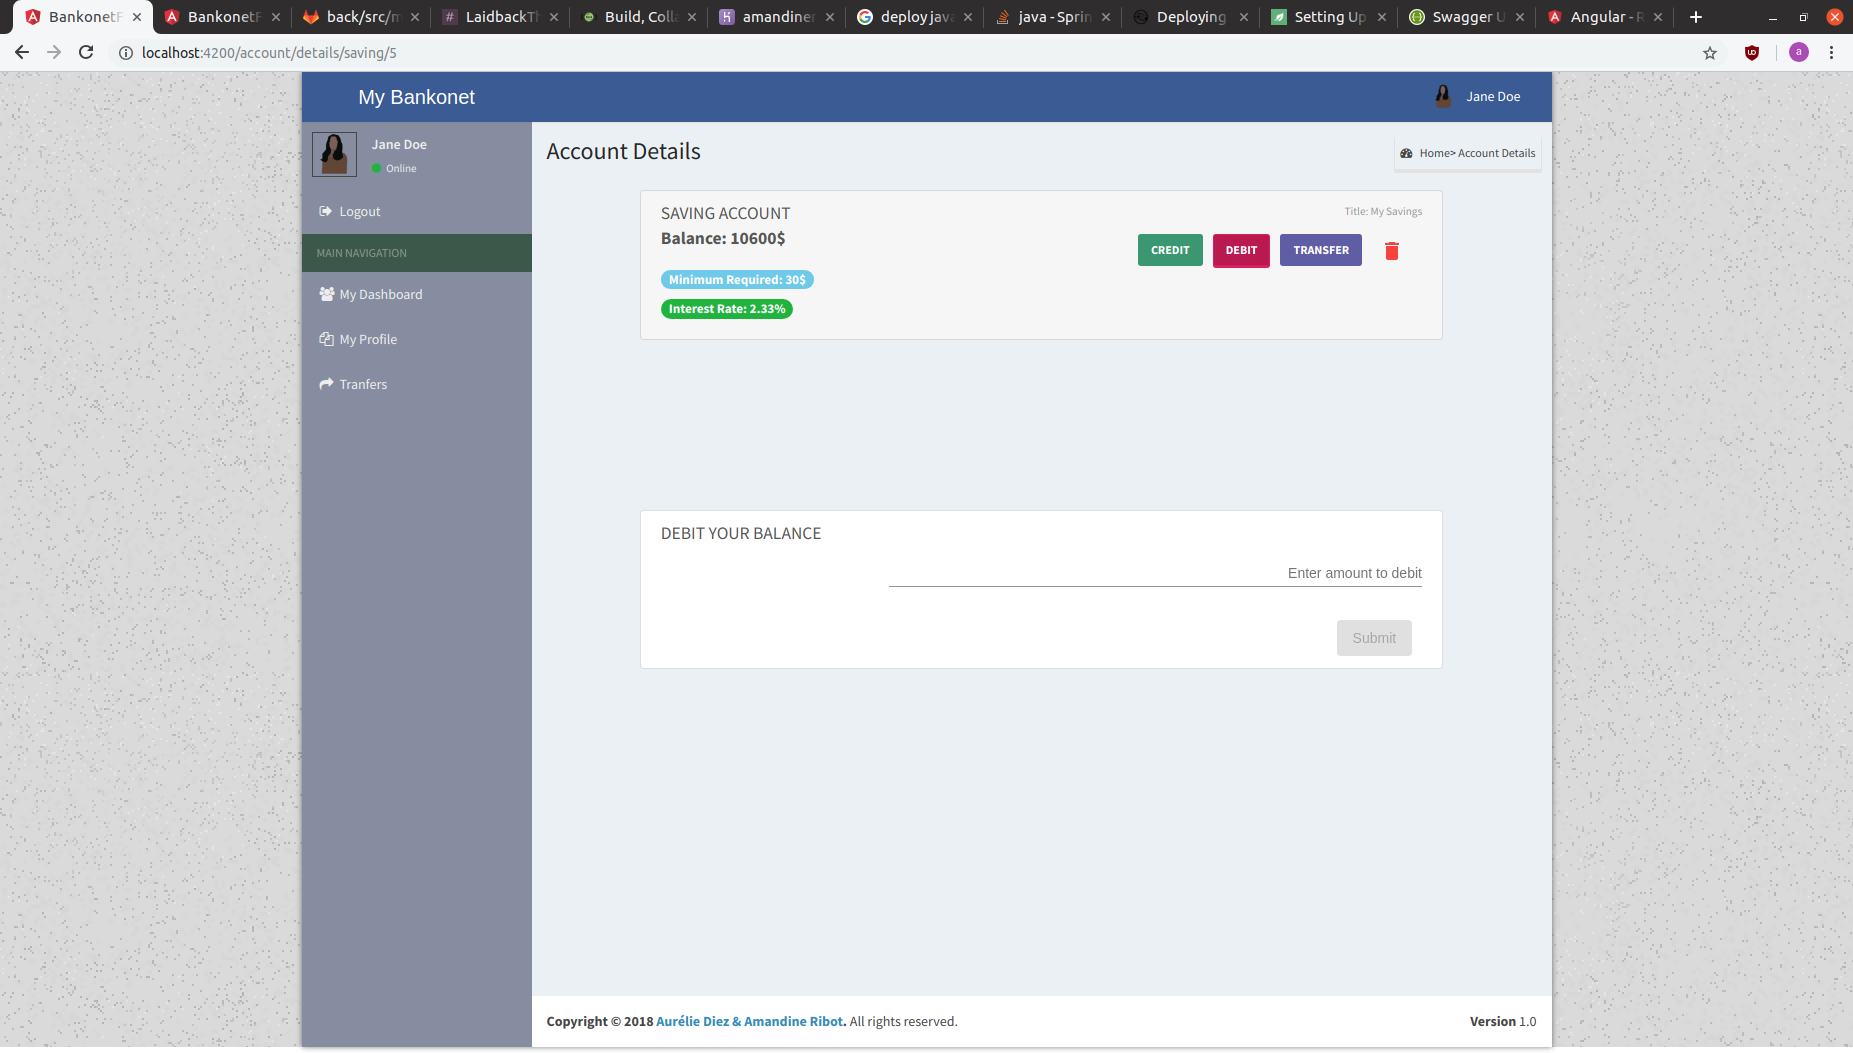 BankonetF
BankonetF
back/src/m
LaidbackTh
Build, Colla
amandiner
deploy java
java - Sprin
Deploying
Setting Up
Swagger U
Angular - R
localhost:4200/account/details/saving/5
a
My Bankonet
Jane Doe
Jane Doe
Online
Logout
MAIN NAVIGATION
My Dashboard
My Profile
Tranfers
Account Details
Home> Account Details
SAVING ACCOUNT
Title: My Savings
Balance: 10600$
CREDIT
DEBIT
TRANSFER
Minimum Required: 30$
Interest Rate: 2.33%
DEBIT YOUR BALANCE
Enter amount to debit
Submit
Copyright © 2018 Aurélie Diez & Amandine Ribot. All rights reserved.
Version 1.0